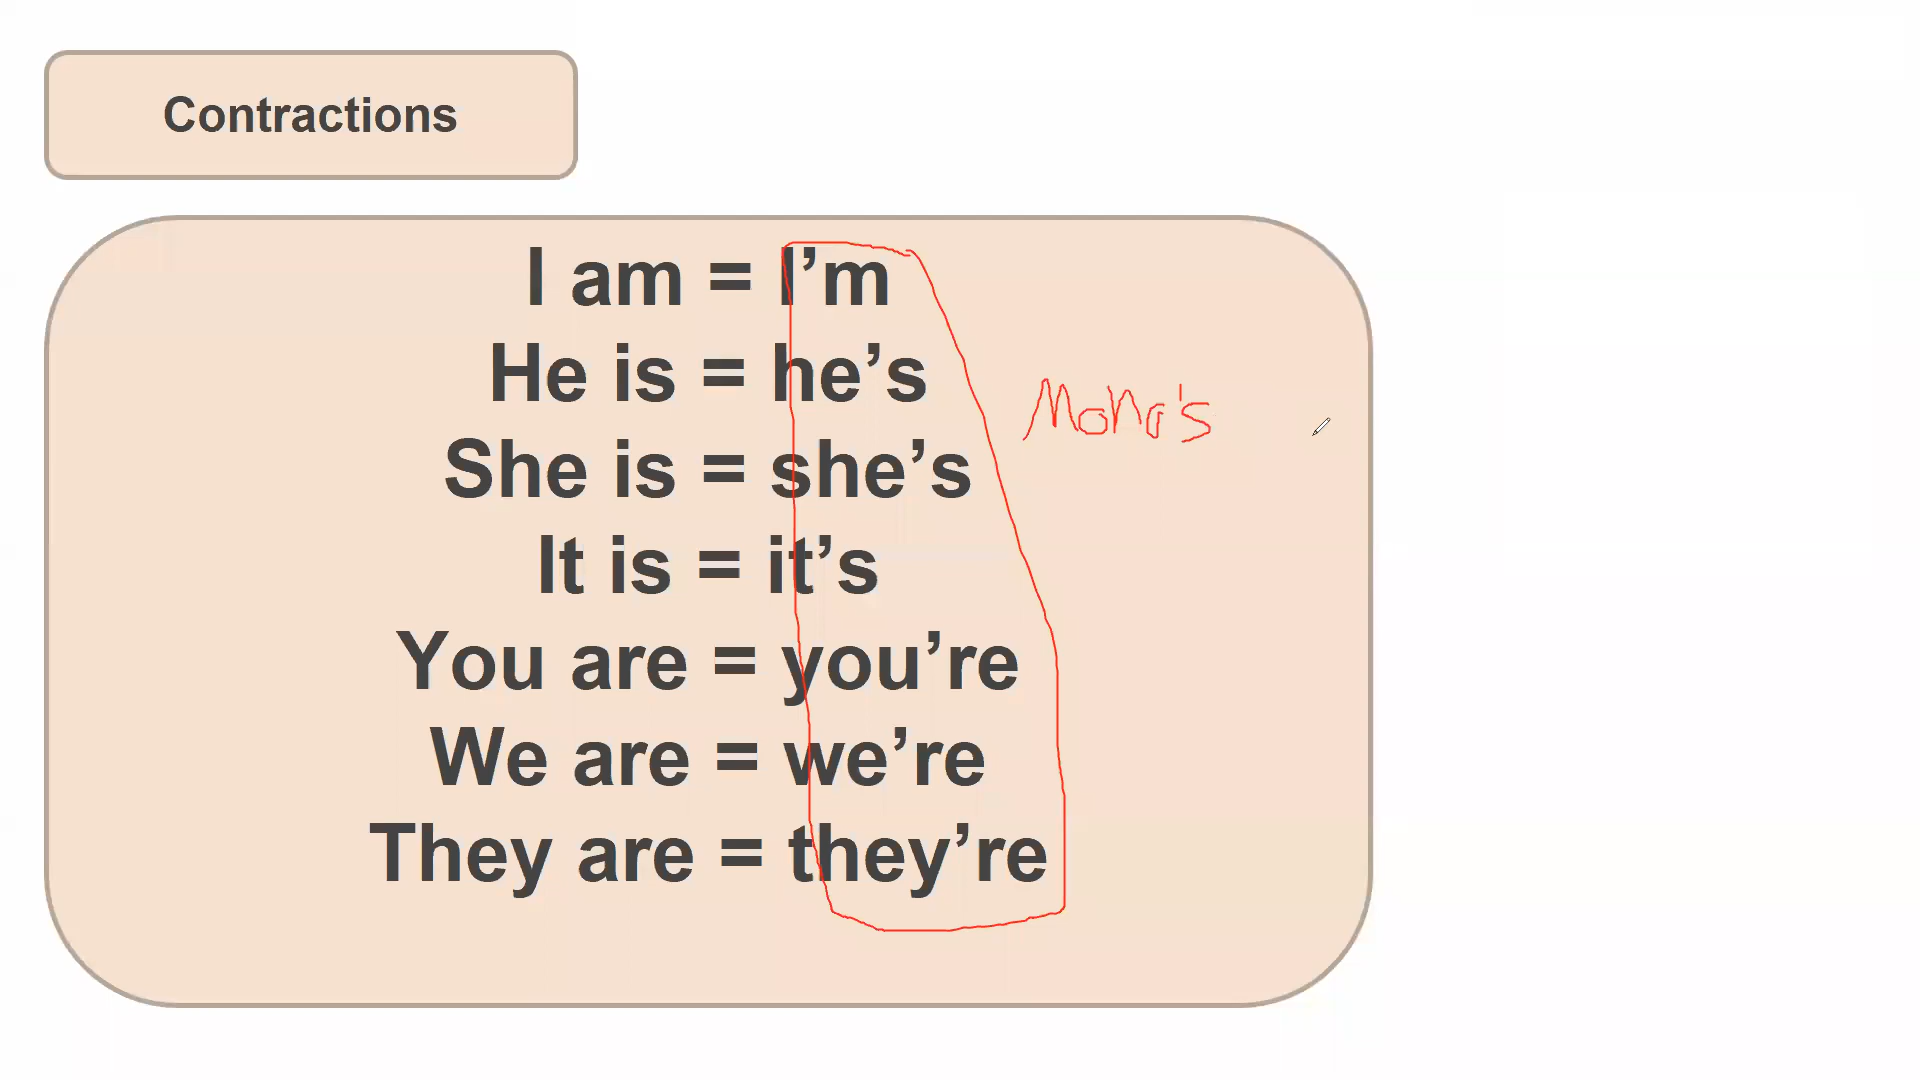 Contractions
I am = I’m
He is = he’s
Mona's
She is = she’s
It is = it’s
You are = you’re
We are = we’re
They are = they’re